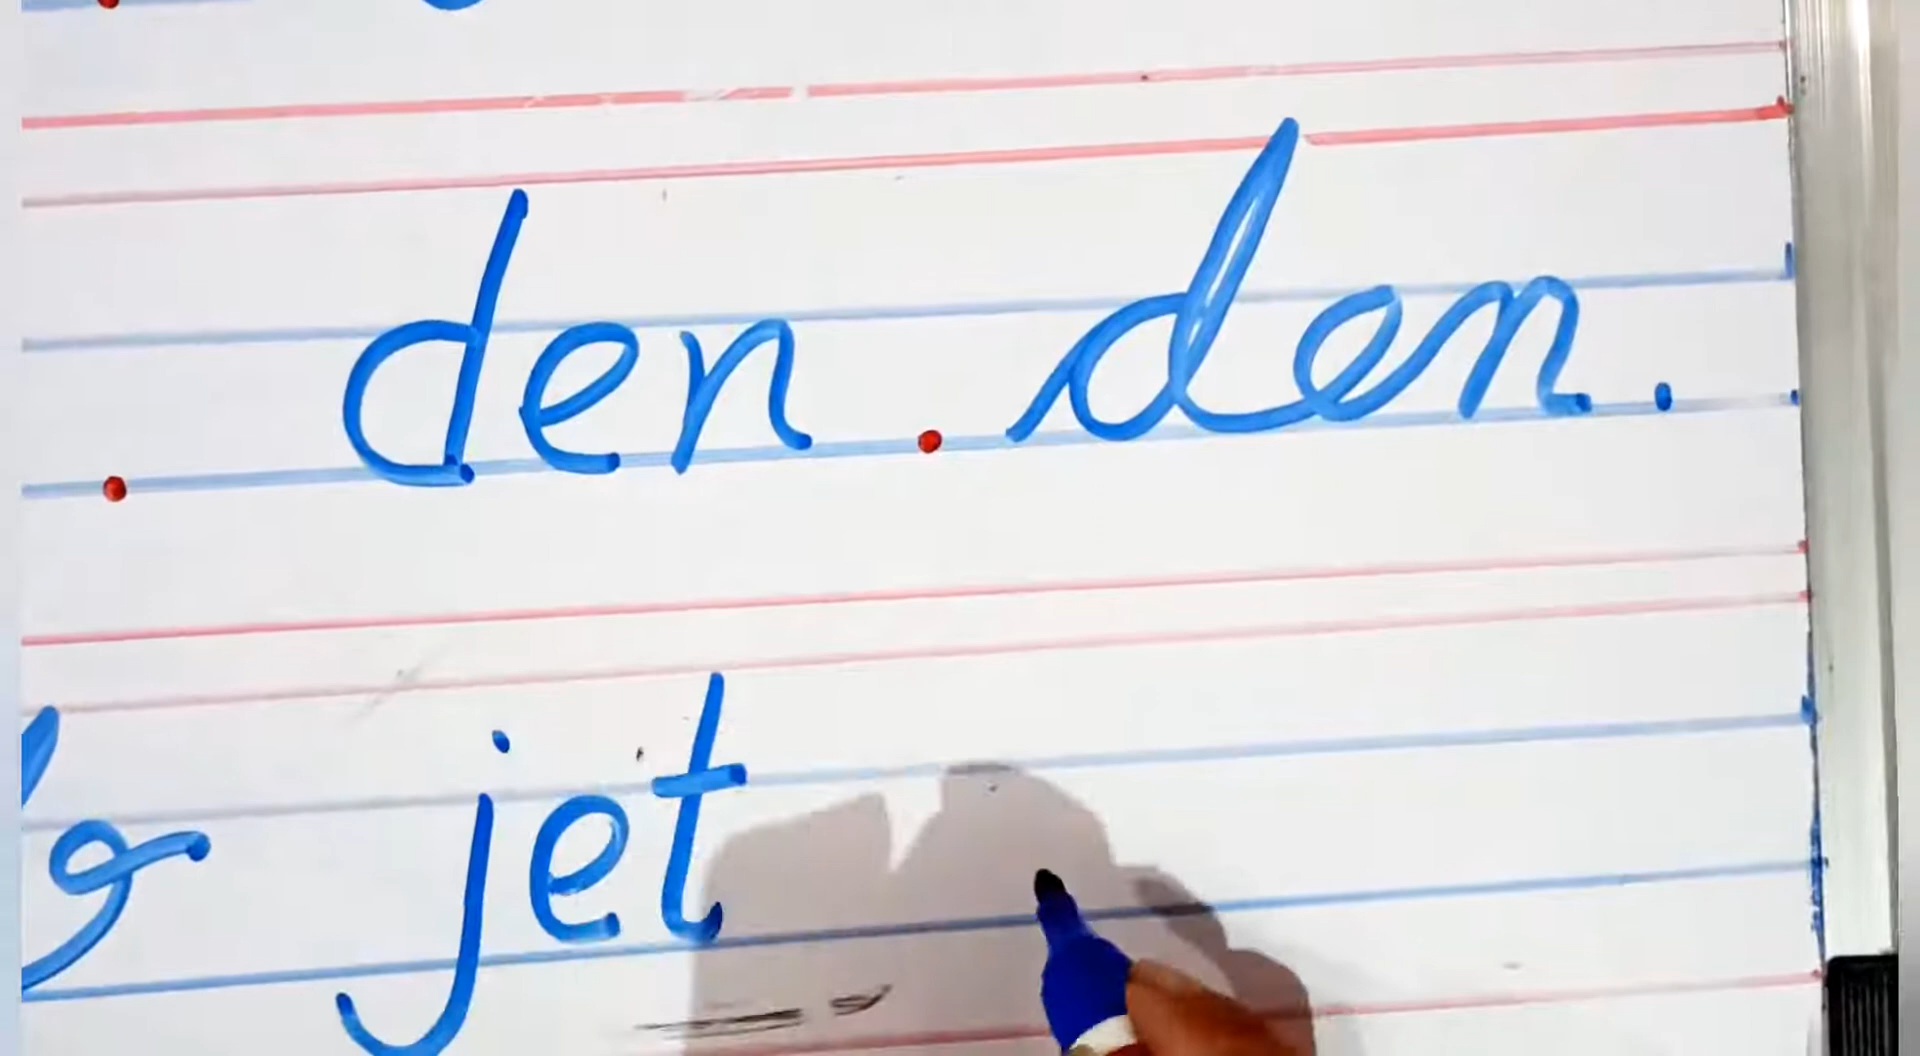 den . den .
jet